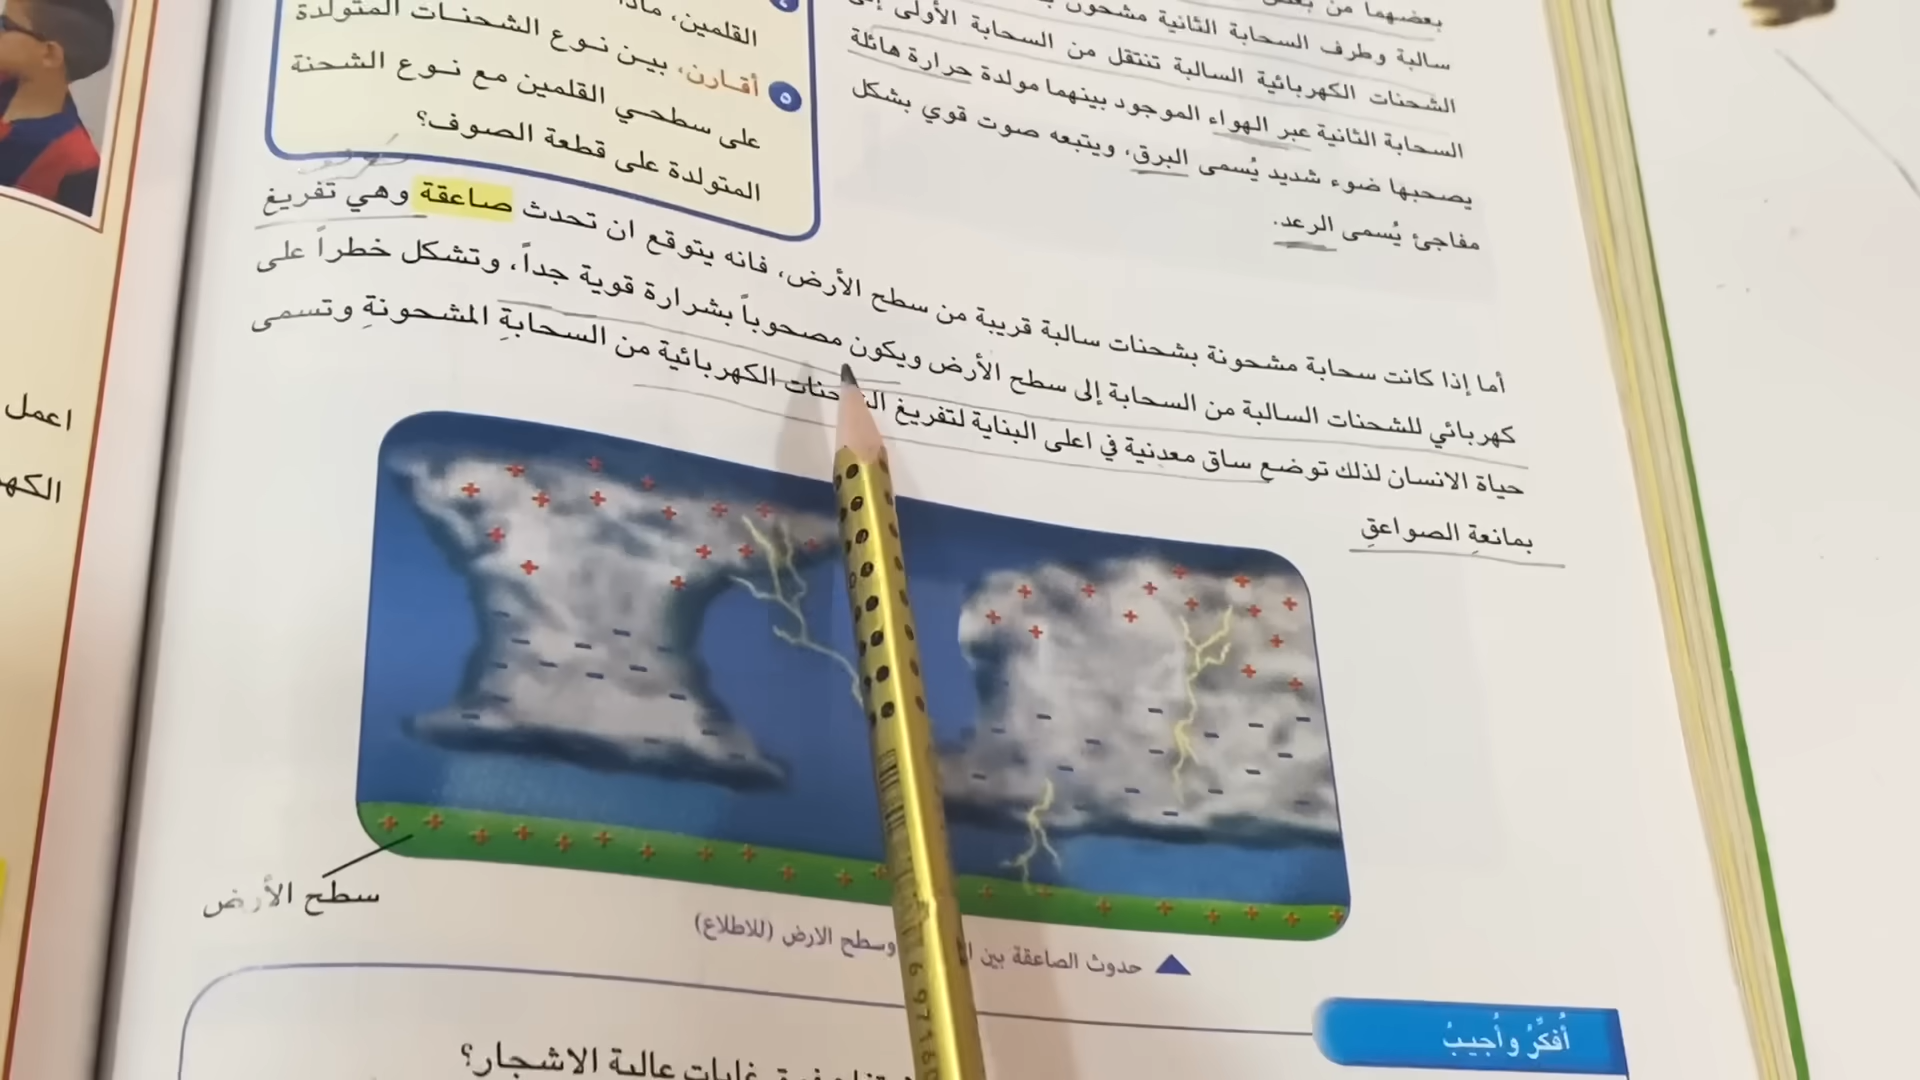 بعضهما من
سالبة وطرف السحابة الثانية مشحون
الشحنات الكهربائية السالبة تنتقل من السحابة الأولى إلى
السحابة الثانية عبر الهواء الموجود بينهما مولدة حرارة هائلة
يصحبها ضوء شديد يُسمى البرق، ويتبعه صوت قوي بشكل
مفاجئ يُسمى الرعد.
القلمين، ماذا
٥ أقارن، بين نوع الشحنات المتولدة
على سطحي القلمين مع نوع الشحنة
المتولدة على قطعة الصوف؟
أما إذا كانت سحابة مشحونة بشحنات سالبة قريبة من سطح الأرض، فانه يتوقع ان تحدث صاعقة وهي تفريغ
كهربائي للشحنات السالبة من السحابة إلى سطح الأرض ويكون مصحوباً بشرارة قوية جداً، وتشكل خطراً على
حياة الانسان لذلك توضع ساق معدنية في اعلى البناية لتفريغ الشحنات الكهربائية من السحابةِ المشحونةِ وتسمى
بمانعةِ الصواعقِ
سطح الأرض
حدوث الصاعقة بين وسطح الارض (للاطلاع)
أُفكّرُ وأُجيبُ
غابات عالية الاشجار؟
اعمل